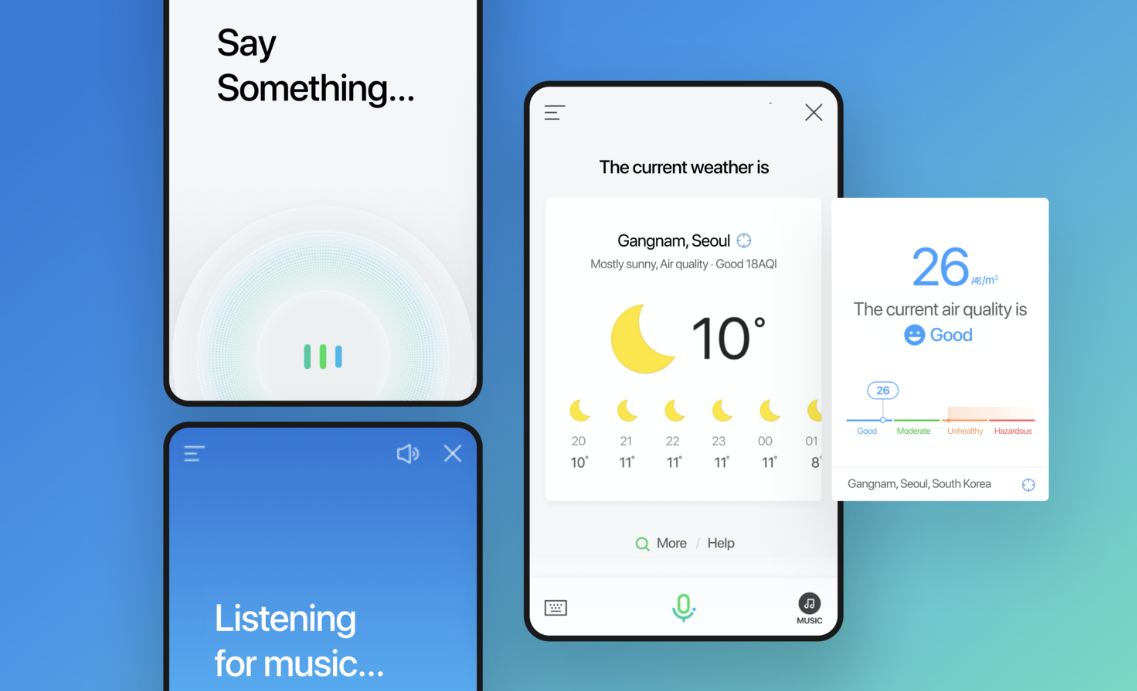 Say
Something...
Listening
for music...
The current weather is
Gangnam, Seoul
Mostly sunny, Air quality · Good 18AQI
10°
20 21 22 23 00 01
10° 11° 11° 11° 11° 8°
More / Help
MUSIC
26 ㎍/m³
The current air quality is
Good
26
Good Moderate Unhealthy Hazardous
Gangnam, Seoul, South Korea